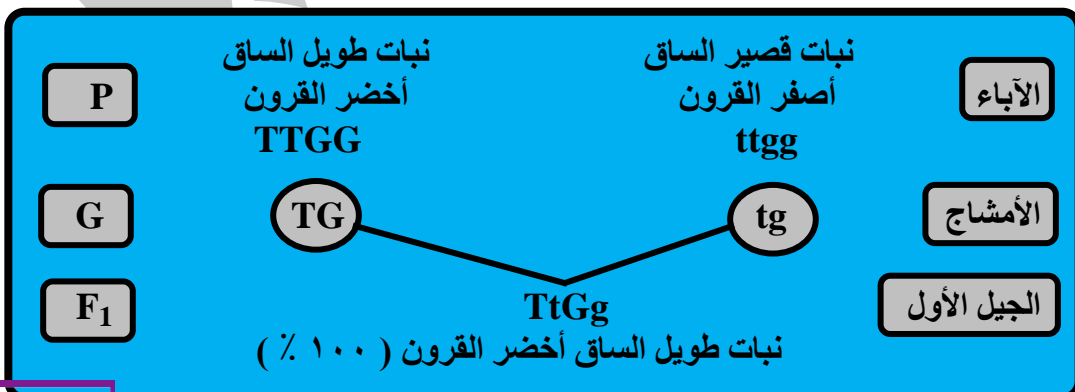 الآباء
نبات قصير الساق
أصفر القرون
ttgg
نبات طويل الساق
أخضر القرون
TTGG
P
الأمشاج
tg
TG
G
الجيل الأول
TtGg
نبات طويل الساق أخضر القرون ( ١٠٠ ٪ )
F₁